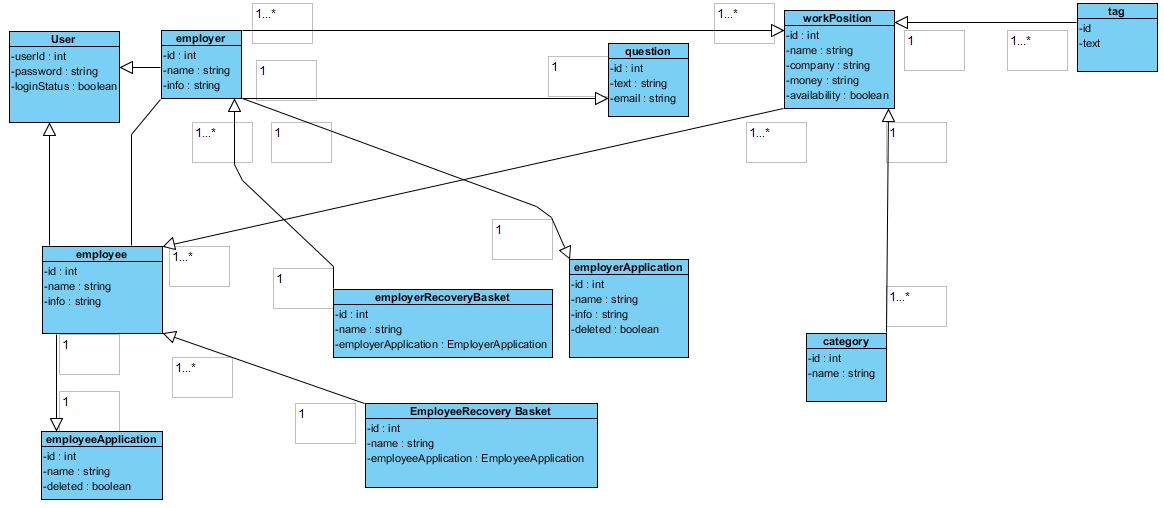 User
-userId : int
-password : string
-loginStatus : boolean
employer
-id : int
-name : string
-info : string
1...*
1
1...*
1
question
-id : int
-text : string
-email : string
1
1...*
workPosition
-id : int
-name : string
-company : string
-money : string
-availability : boolean
1
1...*
tag
-id
-text
1...*
1
employee
-id : int
-name : string
-info : string
1...*
1
employerRecoveryBasket
-id : int
-name : string
-employerApplication : EmployerApplication
1
employerApplication
-id : int
-name : string
-info : string
-deleted : boolean
1...*
category
-id : int
-name : string
1
1
1...*
1
EmployeeRecovery Basket
-id : int
-name : string
-employeeApplication : EmployeeApplication
employeeApplication
-id : int
-name : string
-deleted : boolean